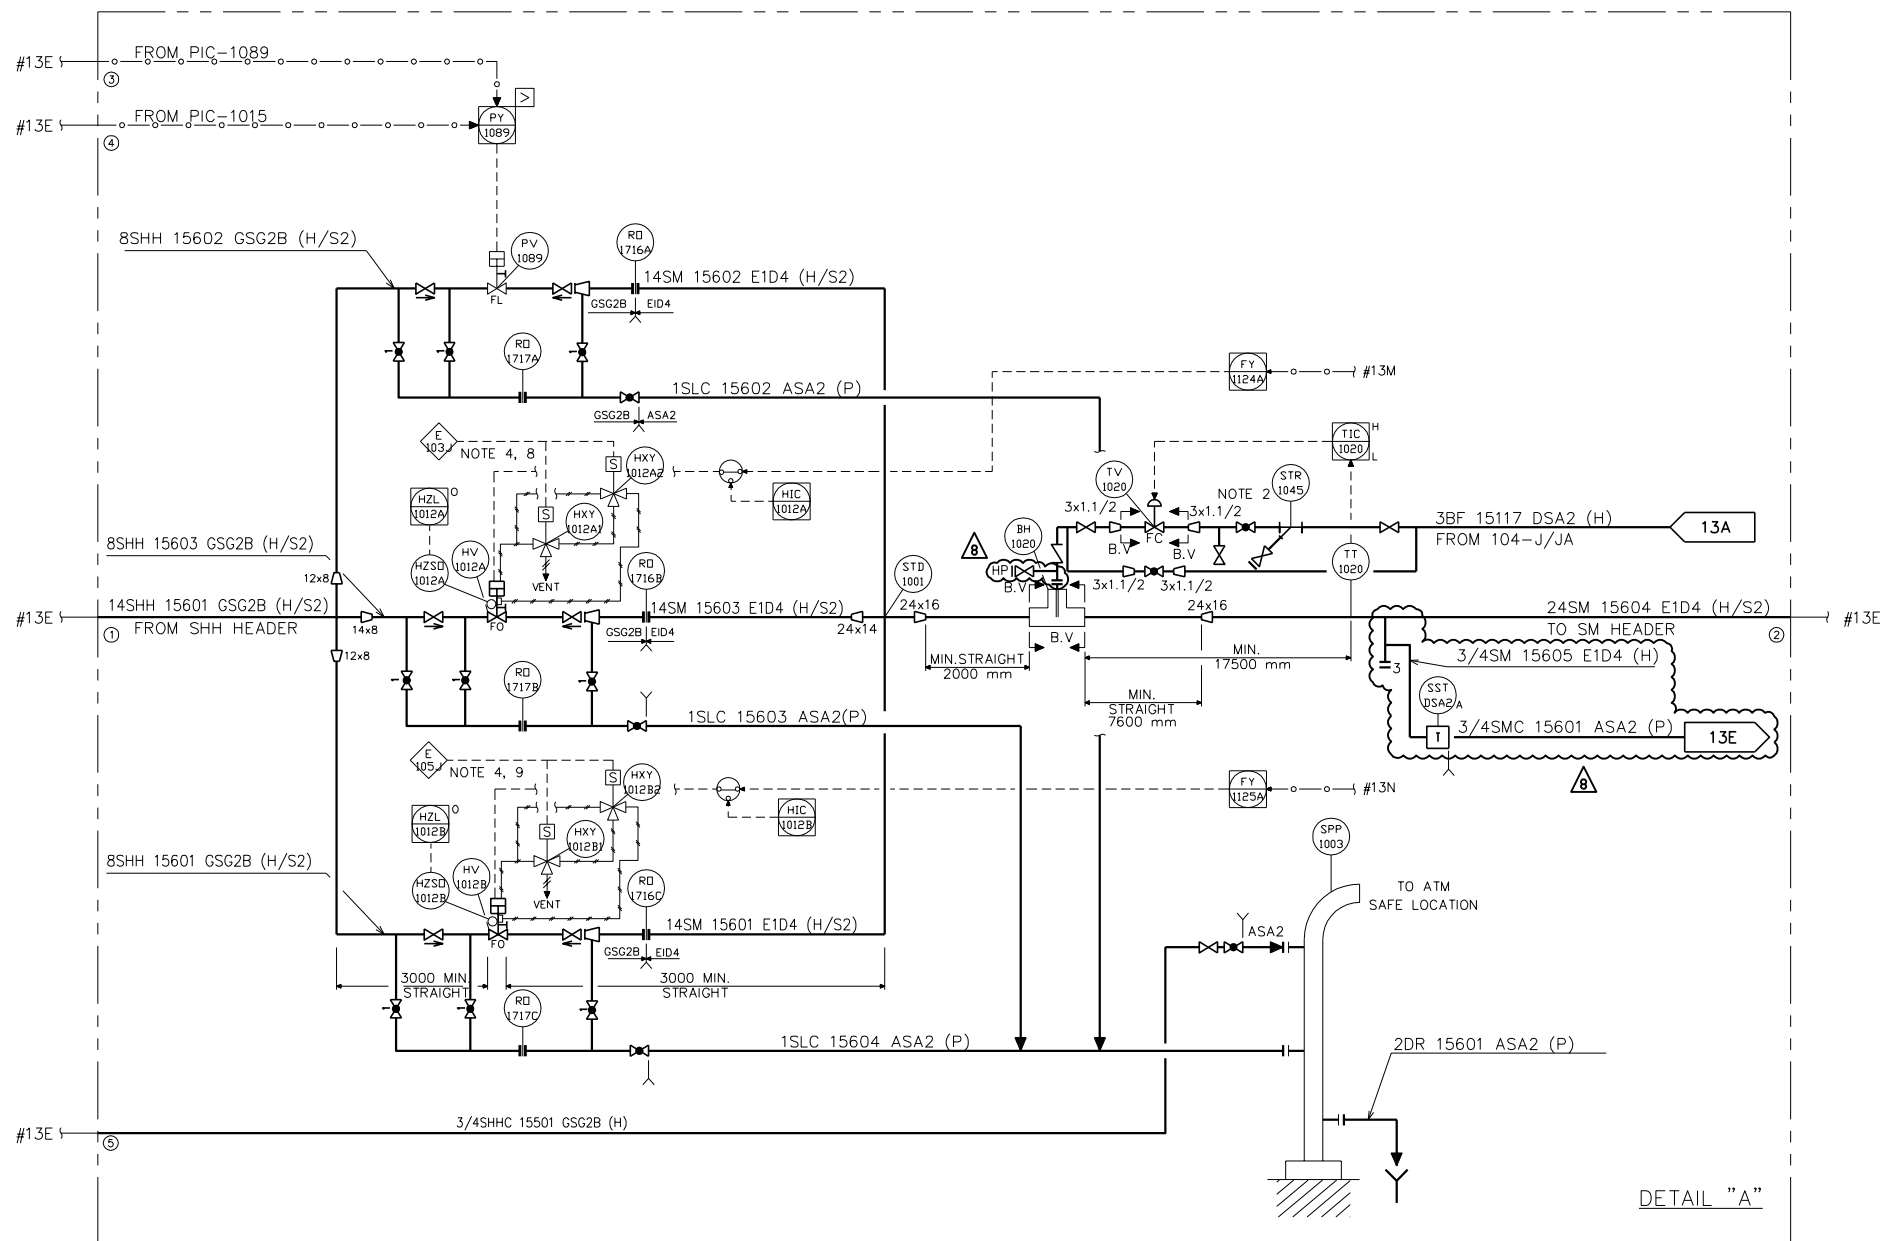 #13E
FROM PIC-1089
3
#13E
FROM PIC-1015
4
PY
1089
>
8SHH 15602 GSG2B (H/S2)
PV
1089
FL
RO
1716A
14SM 15602 E1D4 (H/S2)
GSG2B
EID4
1
1
1
RO
1717A
1SLC 15602 ASA2 (P)
GSG2B
ASA2
FY
1124A
#13M
E
103J
NOTE 4, 8
S
HXY
1012A2
HZL
1012A
O
S
HXY
1012A1
HIC
1012A
TIC
1020
H
L
TV
1020
NOTE 2
STR
1045
3x1.1/2
3x1.1/2
B.V
FC
B.V
3BF 15117 DSA2 (H)
FROM 104-J/JA
13A
BH
1020
8
HP
B.V
3x1.1/2
3x1.1/2
TT
1020
8SHH 15603 GSG2B (H/S2)
HZSO
1012A
HV
1012A
VENT
RO
1716B
STD
1001
12x8
#13E
14SHH 15601 GSG2B (H/S2)
1
FROM SHH HEADER
14x8
12x8
FO
14SM 15603 E1D4 (H/S2)
GSG2B
EID4
24x14
24x16
B.V
24x16
24SM 15604 E1D4 (H/S2)
TO SM HEADER
2
#13E
MIN.STRAIGHT
2000 mm
MIN.
17500 mm
MIN.
STRAIGHT
7600 mm
3
3/4SM 15605 E1D4 (H)
SST
DSA2/A
T
3/4SMC 15601 ASA2 (P)
13E
8
1
1
1
RO
1717B
1SLC 15603 ASA2(P)
E
105J
NOTE 4, 9
S
HXY
1012B2
FY
1125A
#13N
HZL
1012B
O
S
HXY
1012B1
HIC
1012B
8SHH 15601 GSG2B (H/S2)
HZSO
1012B
HV
1012B
VENT
RO
1716C
FO
14SM 15601 E1D4 (H/S2)
GSG2B
EID4
SPP
1003
TO ATM
SAFE LOCATION
ASA2
3000 MIN.
STRAIGHT
3000 MIN.
STRAIGHT
1
1
1
RO
1717C
1SLC 15604 ASA2 (P)
2DR 15601 ASA2 (P)
3/4SHHC 15501 GSG2B (H)
#13E
5
DETAIL "A"